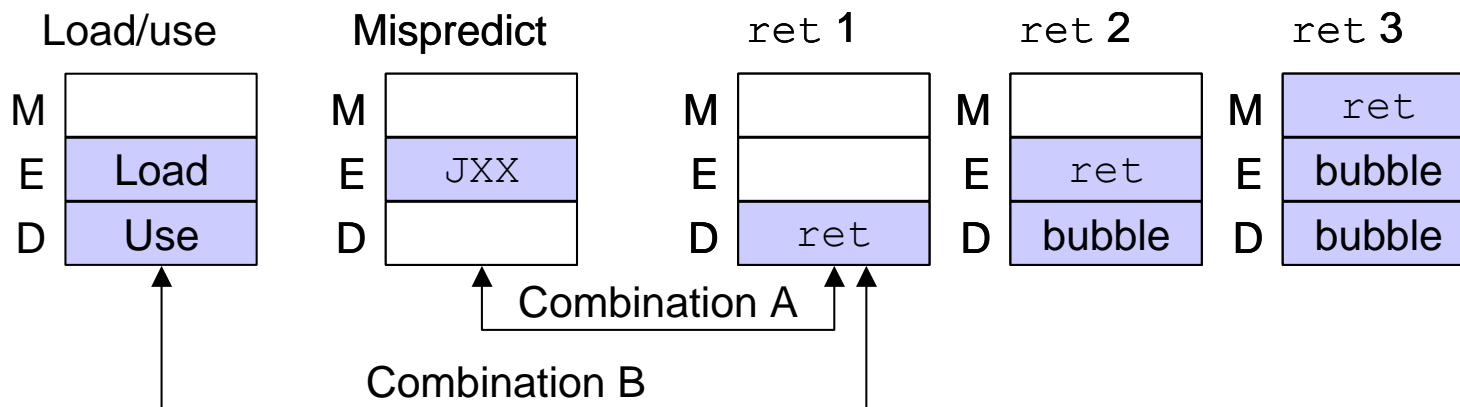 Load/use Mispredict ret 1 ret 2 ret 3
M M M M M ret
E Load E JXX E E ret E bubble
D Use D D ret D bubble D bubble
Combination A
Combination B